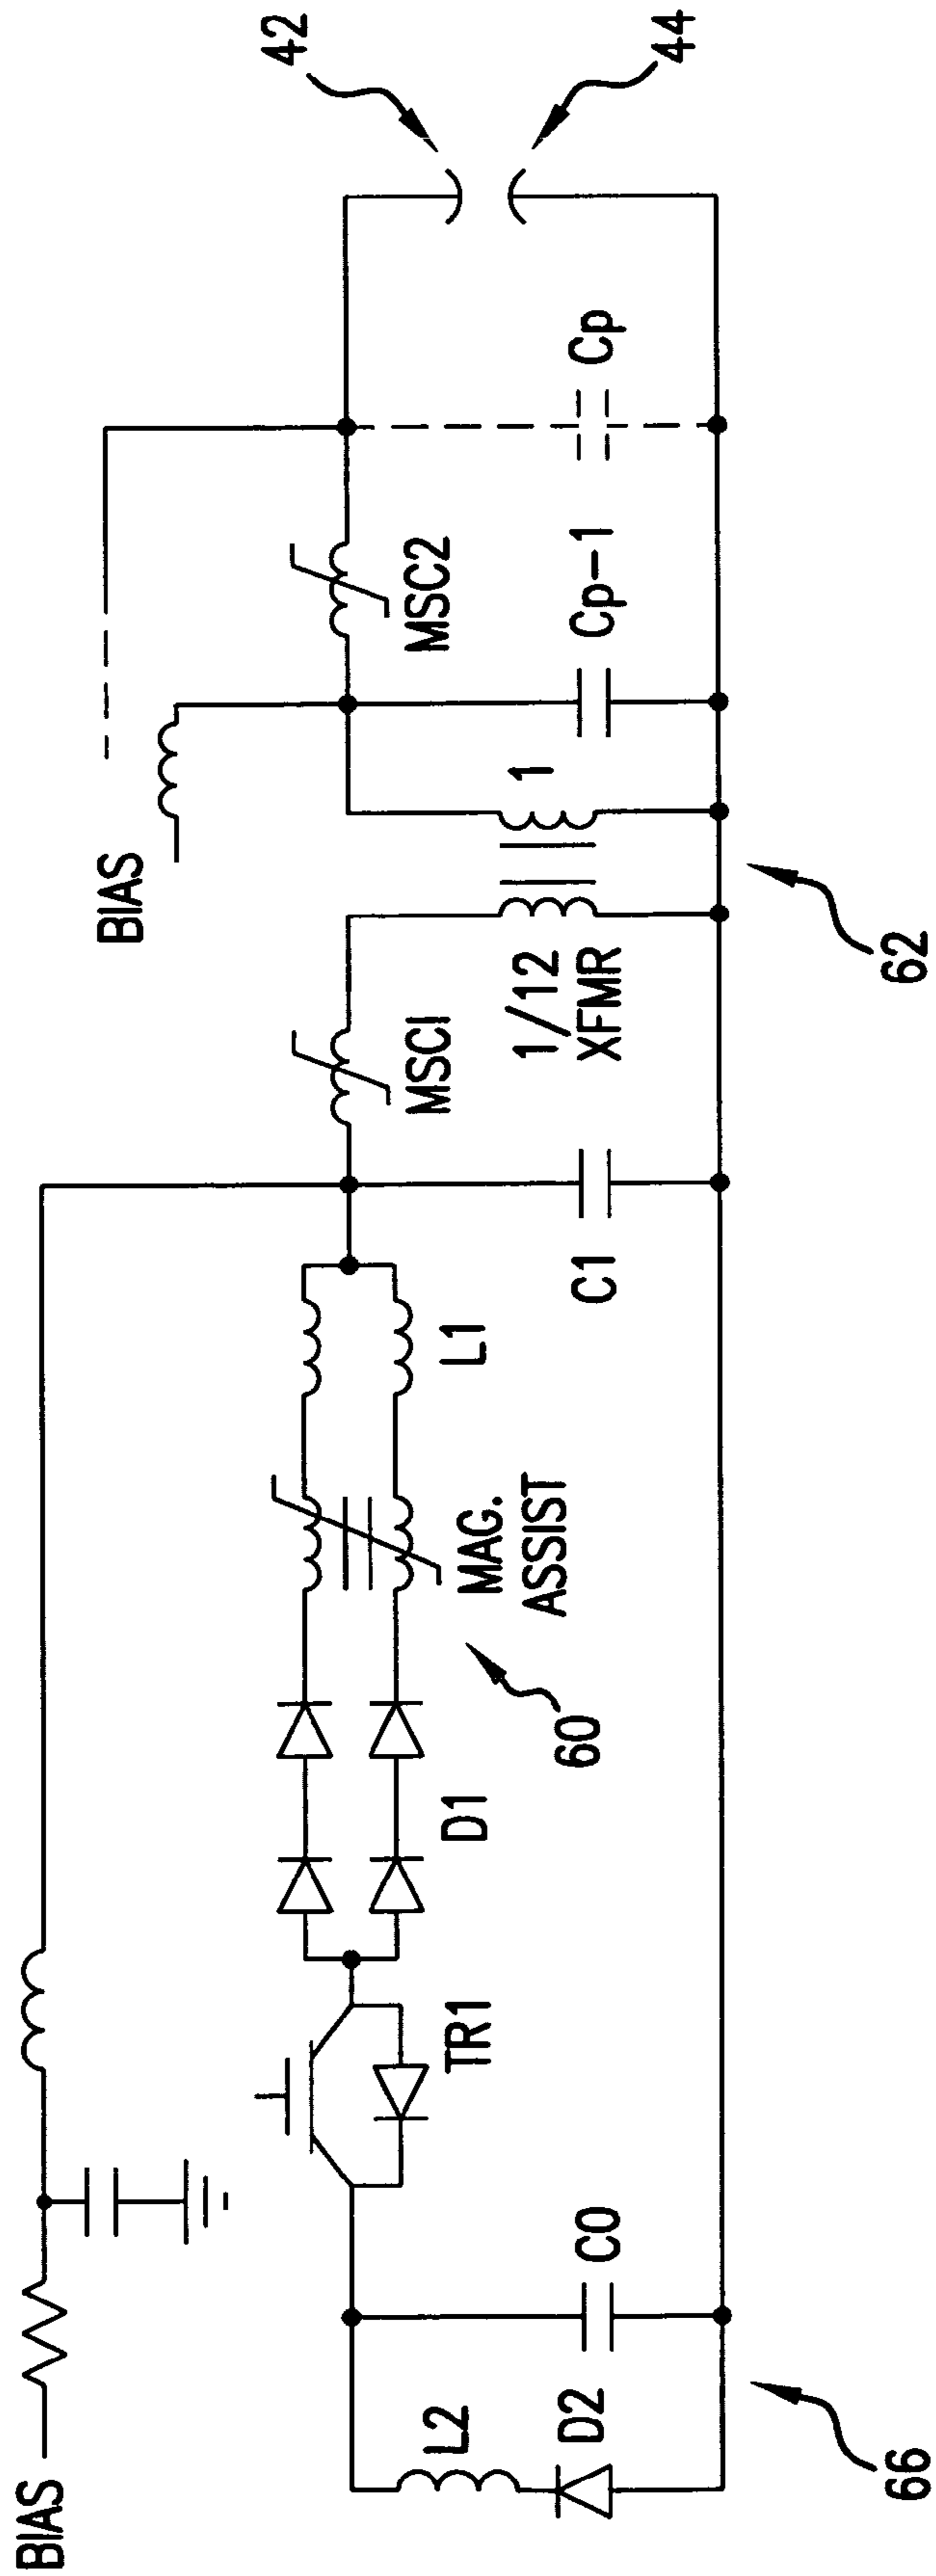 42
44
BIAS
MSC2
Cp-1
Cp
1
1/12
XFMR
MSC1
62
C1
L1
MAG.
ASSIST
60
D1
TR1
BIAS
C0
L2
D2
66